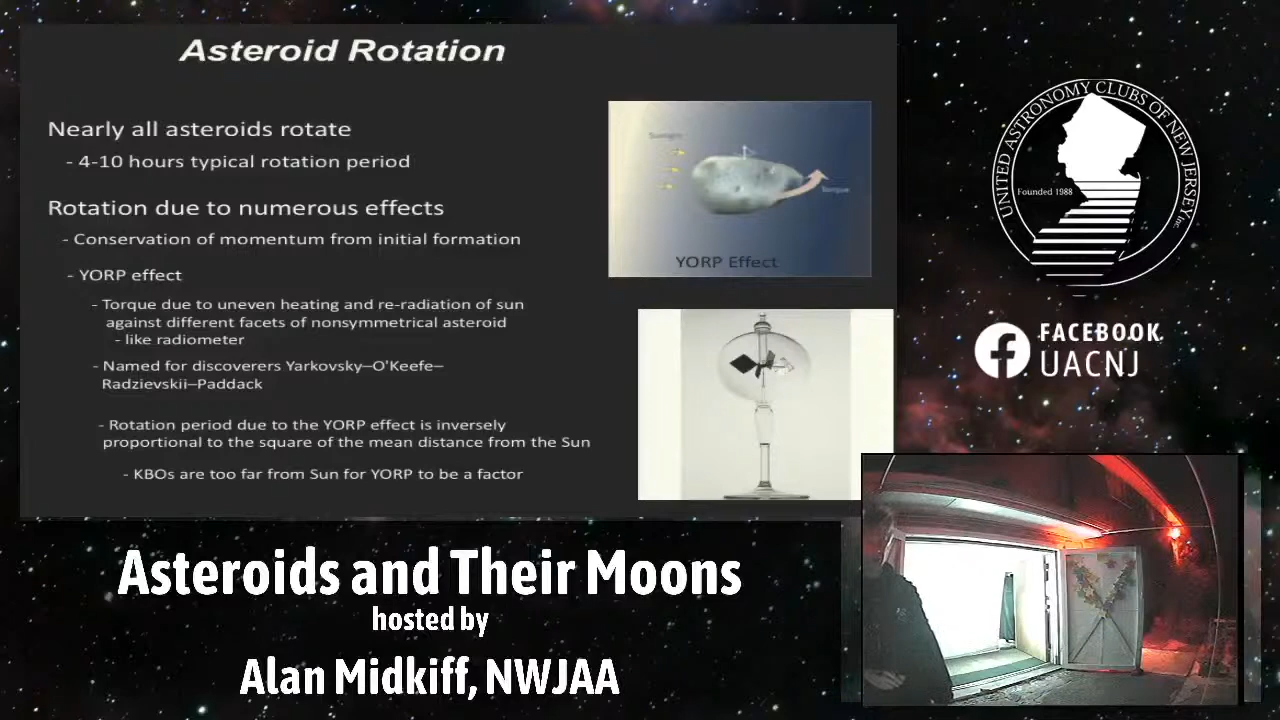 Asteroid Rotation
Nearly all asteroids rotate
- 4-10 hours typical rotation period
Rotation due to numerous effects
- Conservation of momentum from initial formation
- YORP effect
- Torque due to uneven heating and re-radiation of sun
against different facets of nonsymmetrical asteroid
- like radiometer
- Named for discoverers Yarkovsky–O'Keefe–
Radzievskii–Paddack
- Rotation period due to the YORP effect is inversely
proportional to the square of the mean distance from the Sun
- KBOs are too far from Sun for YORP to be a factor
Sunlight
Torque
YORP Effect
UNITED ASTRONOMY CLUBS OF NEW JERSEY Inc.
Founded 1988
FACEBOOK
UACNJ
Asteroids and Their Moons
hosted by
Alan Midkiff, NWJAA